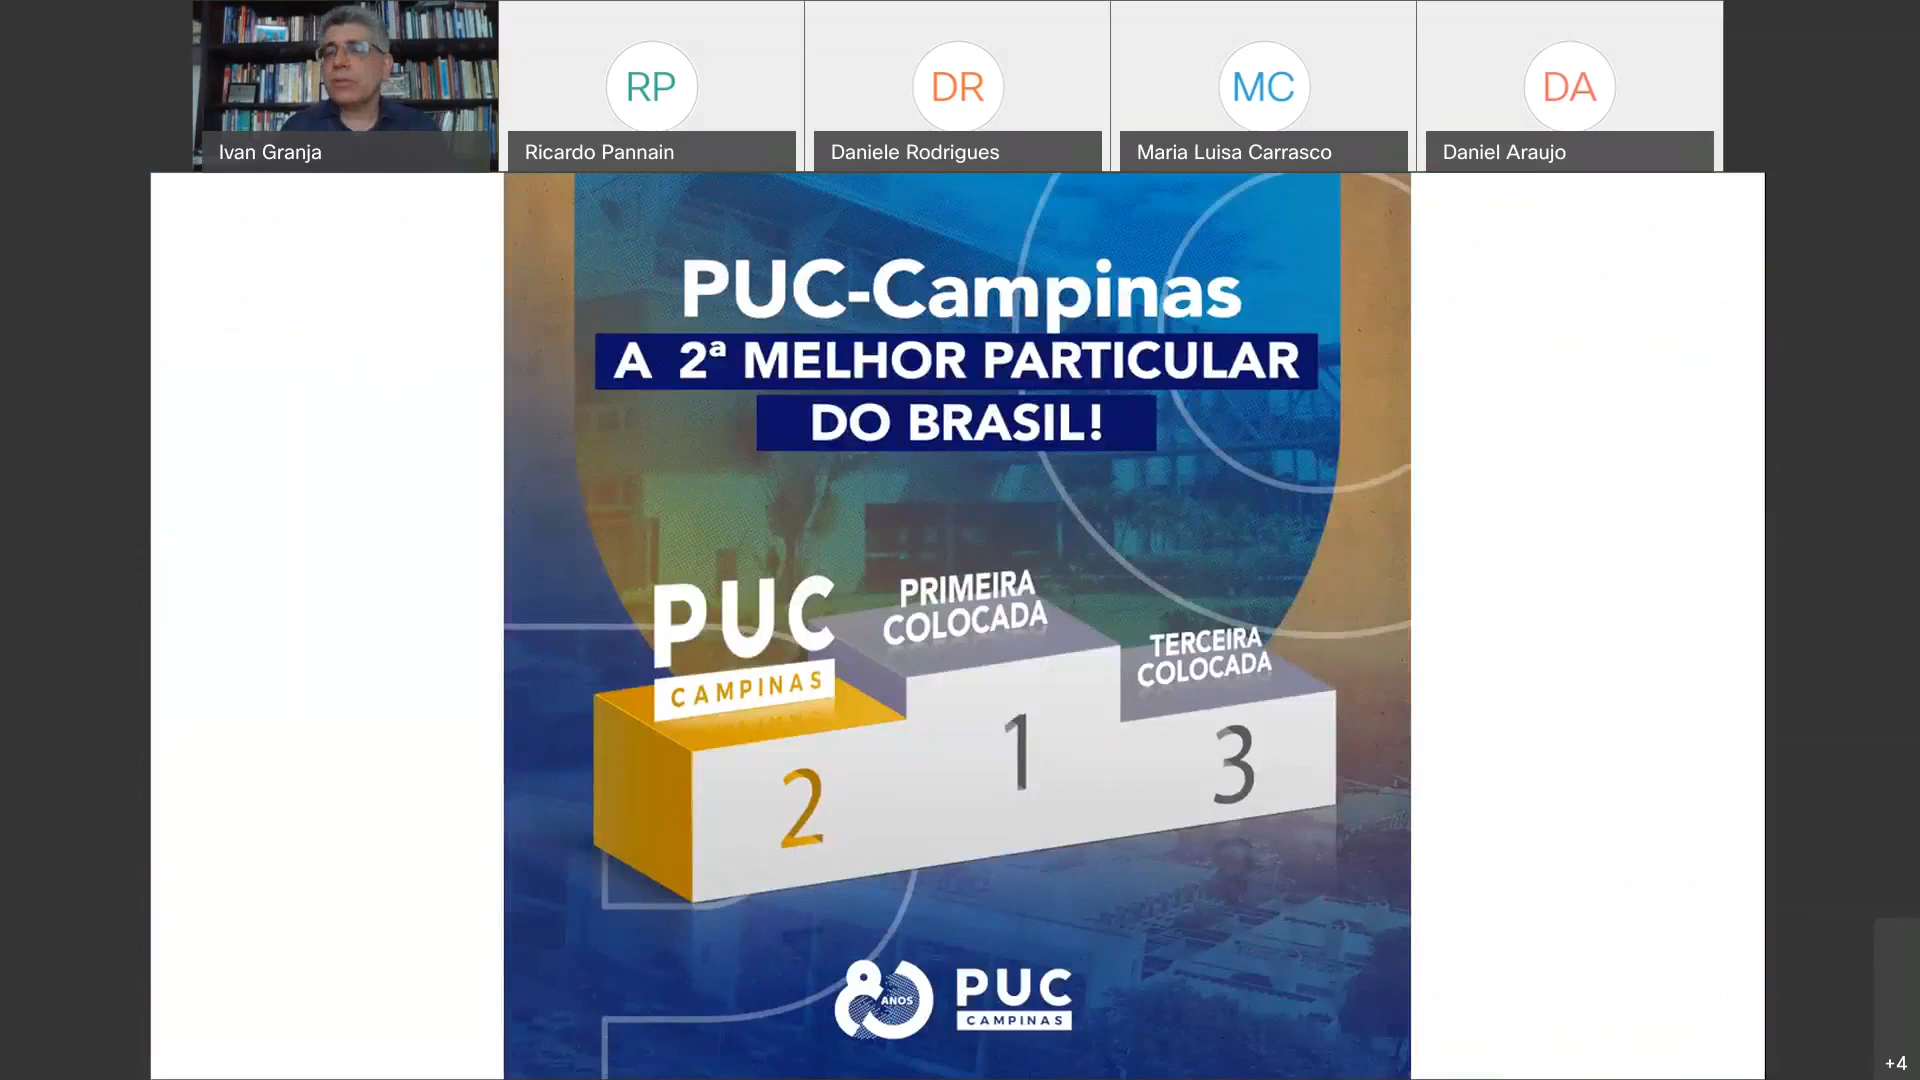 RP
DR
MC
DA
Ivan Granja
Ricardo Pannain
Daniele Rodrigues
Maria Luisa Carrasco
Daniel Araujo
PUC-Campinas
A 2ª MELHOR PARTICULAR
DO BRASIL!
PUC
CAMPINAS
PRIMEIRA
COLOCADA
TERCEIRA
COLOCADA
2
1
3
80
ANOS
PUC
CAMPINAS
+4